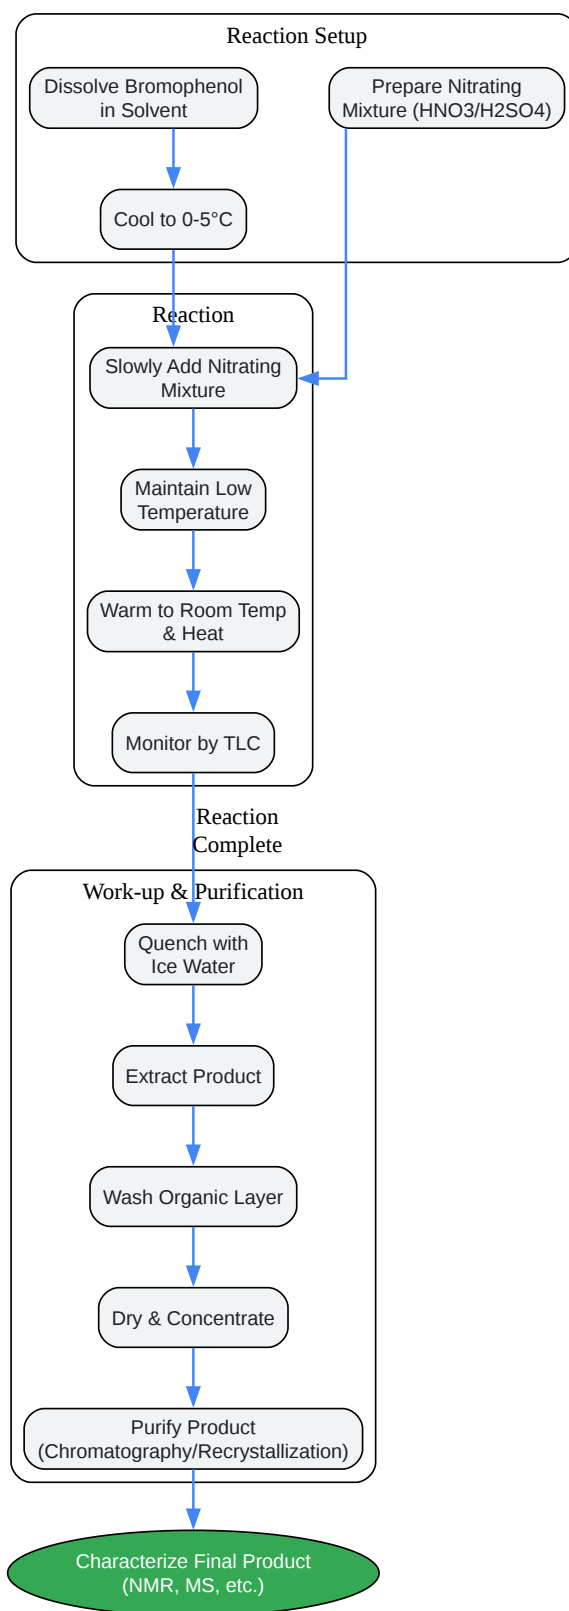 Reaction Setup
Dissolve Bromophenol
in Solvent
Prepare Nitrating
Mixture (HNO3/H2SO4)
Cool to 0-5°C
Reaction
Slowly Add Nitrating
Mixture
Maintain Low
Temperature
Warm to Room Temp
& Heat
Monitor by TLC
Reaction
Complete
Work-up & Purification
Quench with
Ice Water
Extract Product
Wash Organic Layer
Dry & Concentrate
Purify Product
(Chromatography/Recrystallization)
Characterize Final Product
(NMR, MS, etc.)